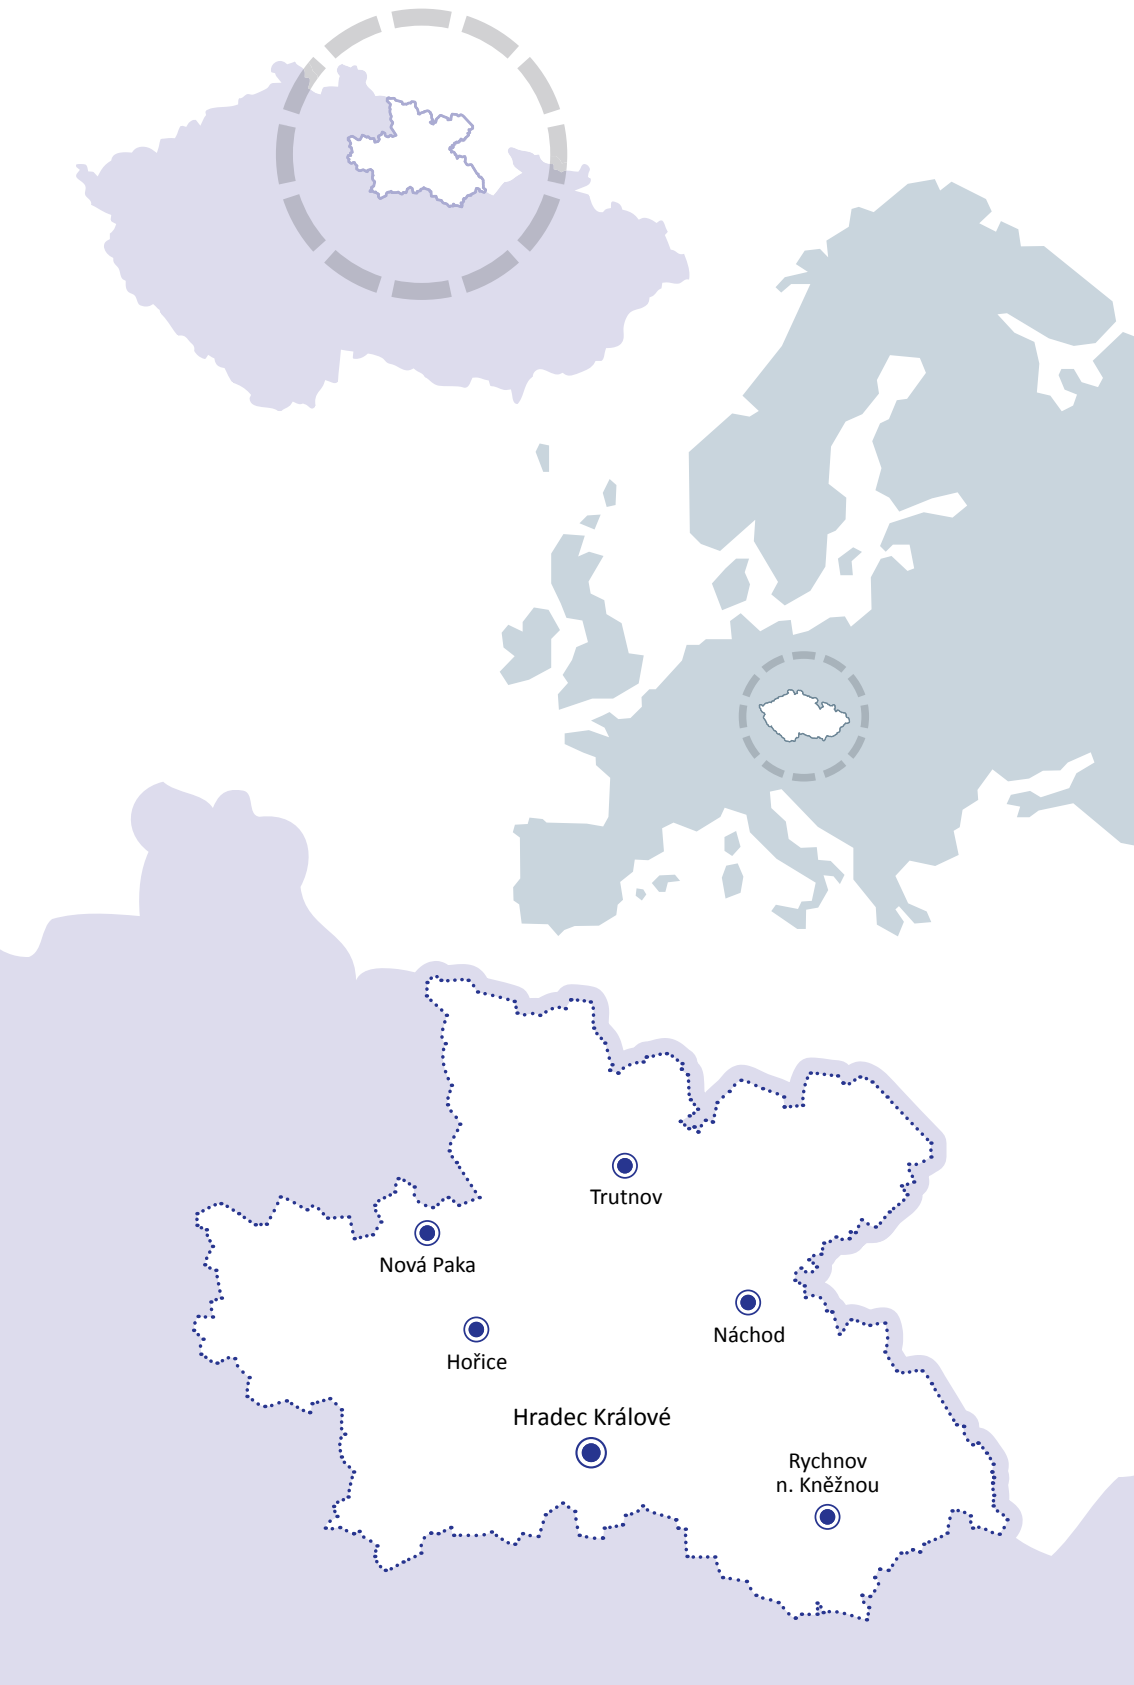 Trutnov
Nová Paka
Náchod
Hořice
Hradec Králové
Rychnov
n. Kněžnou